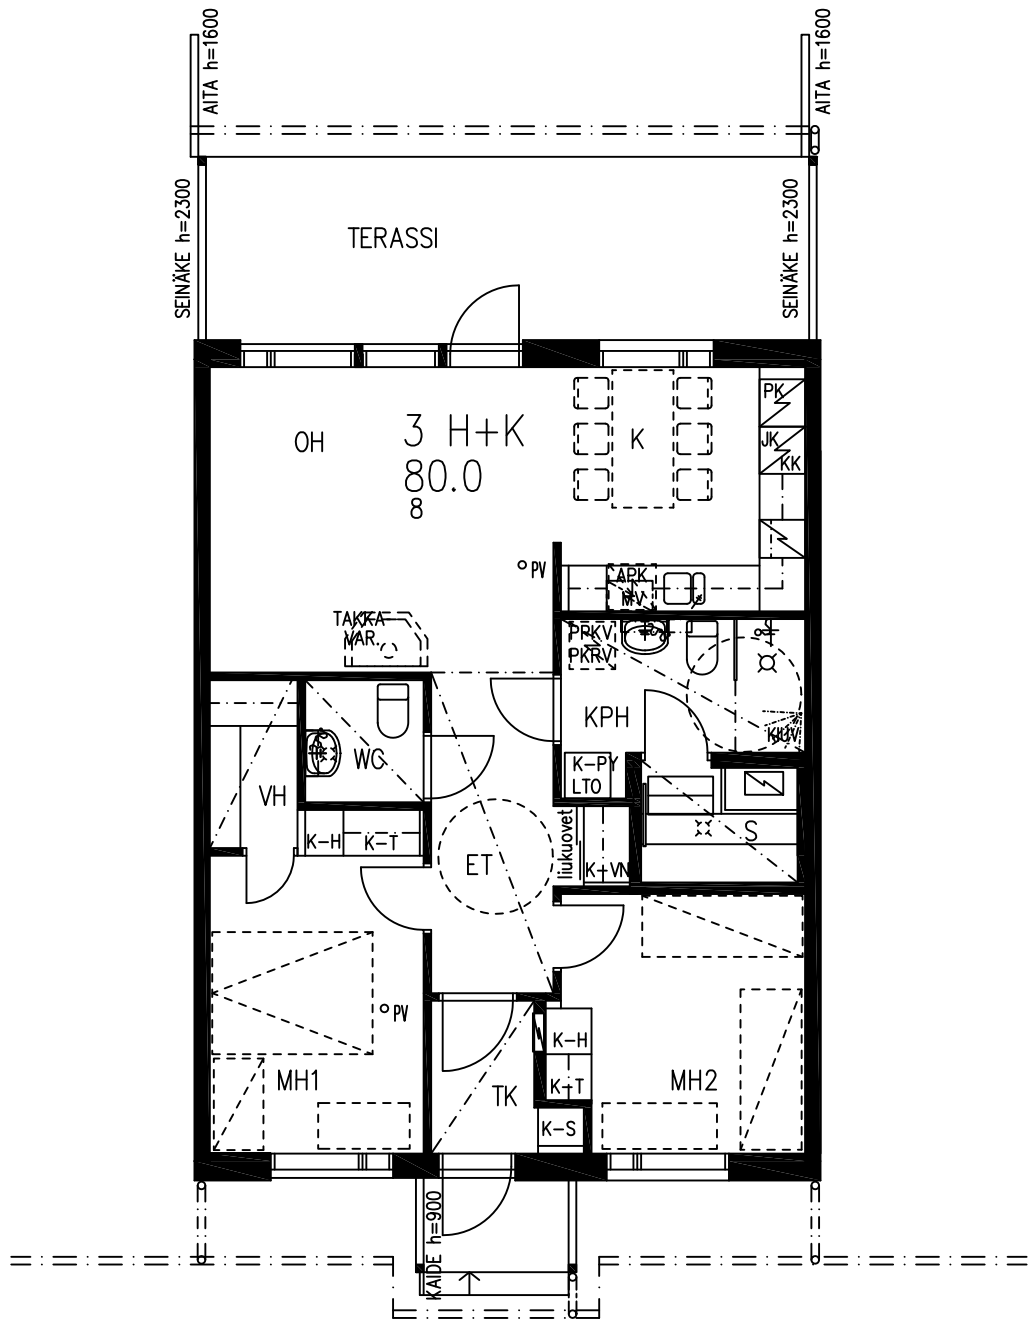 AITA h=1600
AITA h=1600
SEINÄKE h=2300
SEINÄKE h=2300
TERASSI
OH
3 H+K
80.0
8
K
PK
JK
KK
PV
APK
MV
TAKKA
VAR.
PRKV
PKRV
KPH
KUV
WC
K-PY
LTO
VH
K-H
K-T
ET
liukuovet
K-VN
S
PV
MH1
TK
K-H
K-T
K-S
MH2
KAIDE h=900